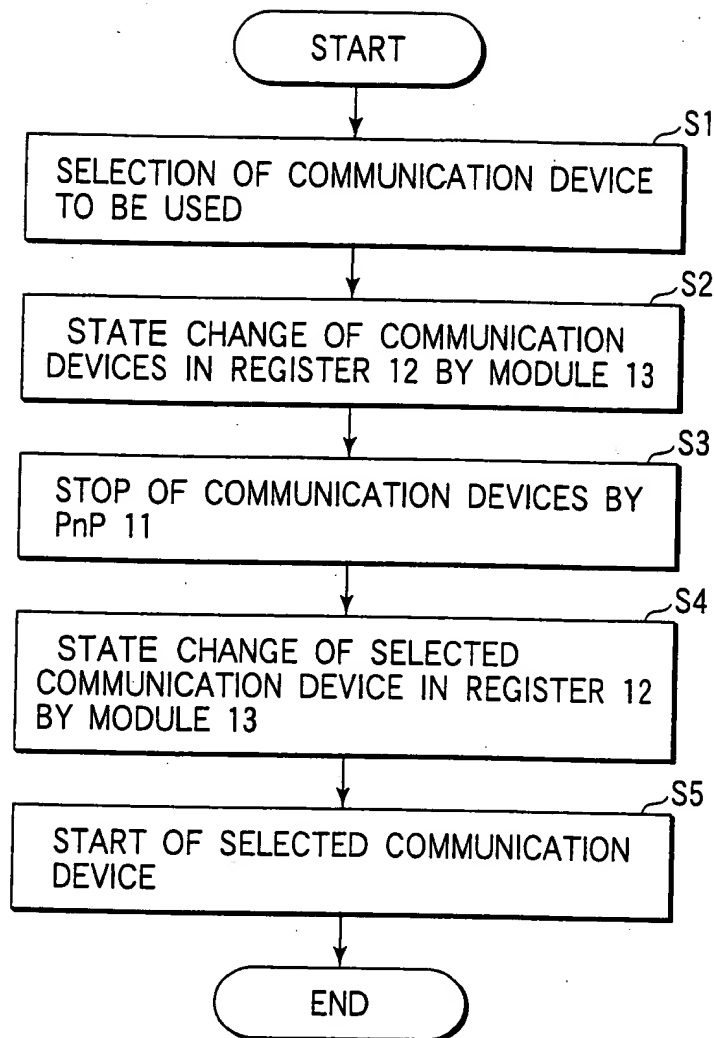 START
S1
SELECTION OF COMMUNICATION DEVICE
TO BE USED
S2
STATE CHANGE OF COMMUNICATION
DEVICES IN REGISTER 12 BY MODULE 13
S3
STOP OF COMMUNICATION DEVICES BY
PnP 11
S4
STATE CHANGE OF SELECTED
COMMUNICATION DEVICE IN REGISTER 12
BY MODULE 13
S5
START OF SELECTED COMMUNICATION
DEVICE
END